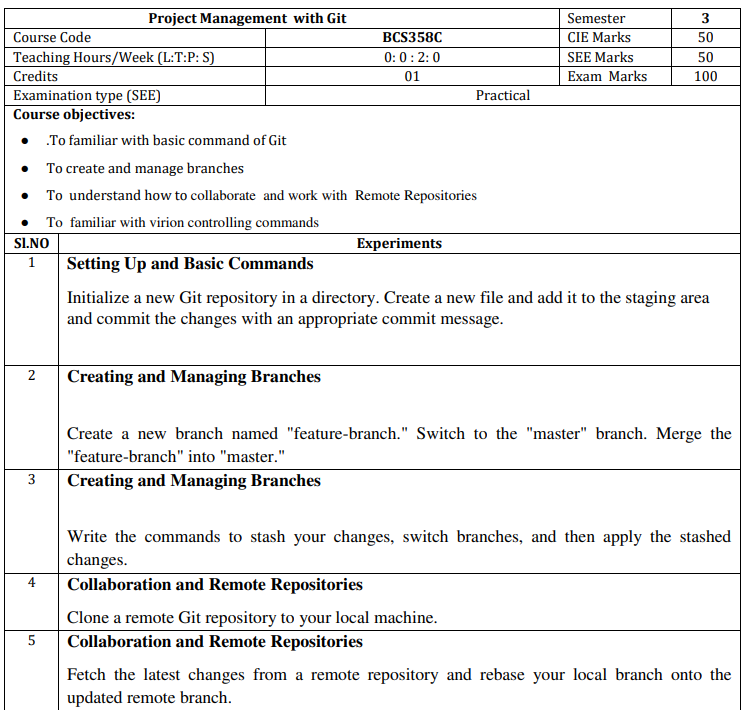 Project Management with Git Semester 3
Course Code BCS358C CIE Marks 50
Teaching Hours/Week (L:T:P: S) 0: 0 : 2: 0 SEE Marks 50
Credits 01 Exam Marks 100
Examination type (SEE) Practical
Course objectives:
● .To familiar with basic command of Git
● To create and manage branches
● To understand how to collaborate and work with Remote Repositories
● To familiar with virion controlling commands
Sl.NO Experiments
1 Setting Up and Basic Commands
Initialize a new Git repository in a directory. Create a new file and add it to the staging area
and commit the changes with an appropriate commit message.
2 Creating and Managing Branches
Create a new branch named "feature-branch." Switch to the "master" branch. Merge the
"feature-branch" into "master."
3 Creating and Managing Branches
Write the commands to stash your changes, switch branches, and then apply the stashed
changes.
4 Collaboration and Remote Repositories
Clone a remote Git repository to your local machine.
5 Collaboration and Remote Repositories
Fetch the latest changes from a remote repository and rebase your local branch onto the
updated remote branch.